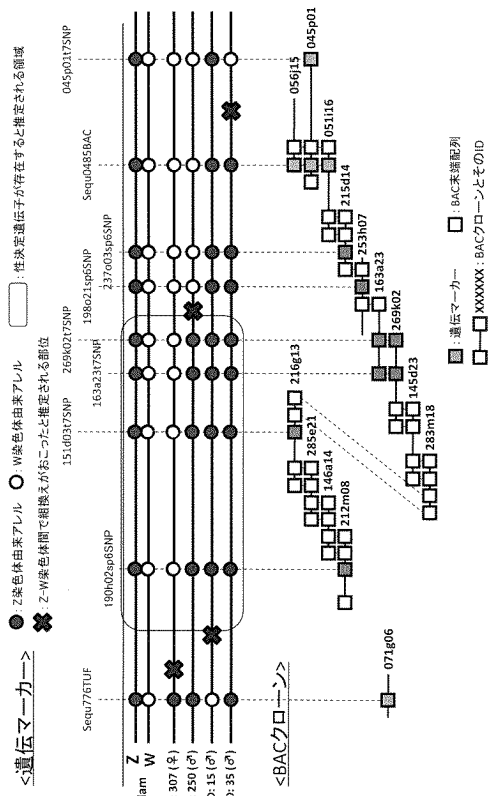 <遺伝マーカー>
: Z染色体由来アレル
: W染色体由来アレル
: 性決定遺伝子が存在すると推定される領域
: Z-W染色体間で組換えがおこったと推定される部位
Sequ776TUF
190h02sp6SNP
151d03t7SNP
163a23t7SNP
269k02t7SNP
198o21sp6SNP
237o03sp6SNP
Sequ0485BAC
045p01t7SNP
Z
W
307 (♀)
250 (♂)
15 (♂)
35 (♂)
<BACクローン>
071g06
212m08
146a14
285e21
216g13
283m18
145d23
269k02
163a23
253h07
215d14
051i16
056j15
045p01
: 遺伝マーカー
: BAC末端配列
XXXXXX : BACクローンとそのID